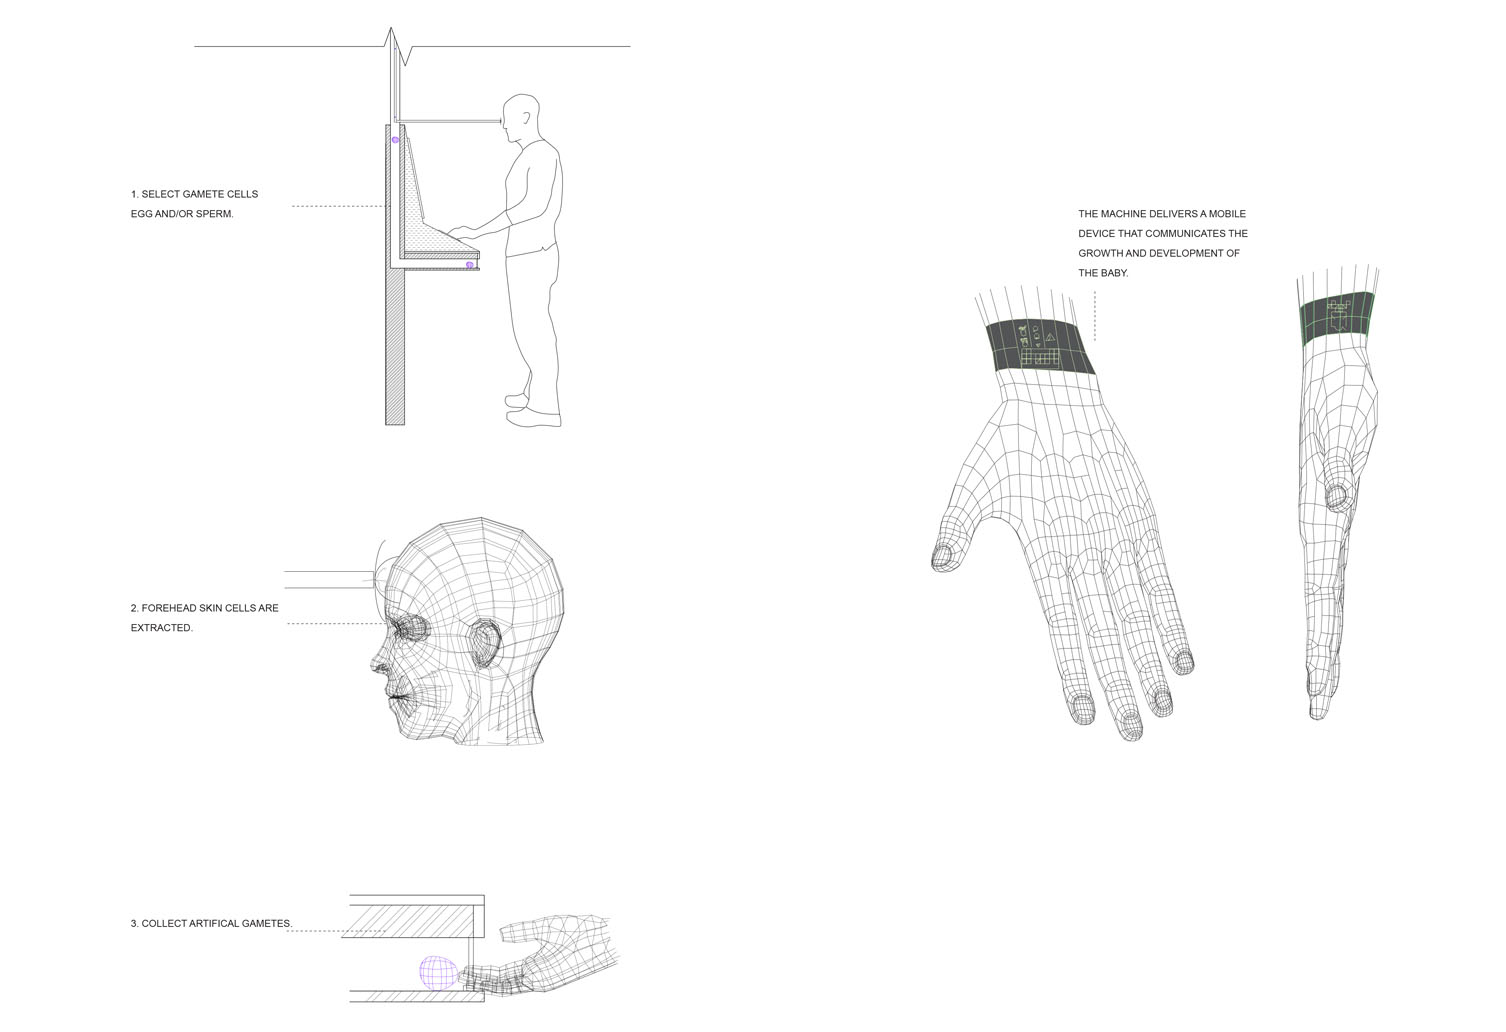 1. SELECT GAMETE CELLS
EGG AND/OR SPERM.
2. FOREHEAD SKIN CELLS ARE
EXTRACTED.
3. COLLECT ARTIFICAL GAMETES.
THE MACHINE DELIVERS A MOBILE
DEVICE THAT COMMUNICATES THE
GROWTH AND DEVELOPMENT OF
THE BABY.